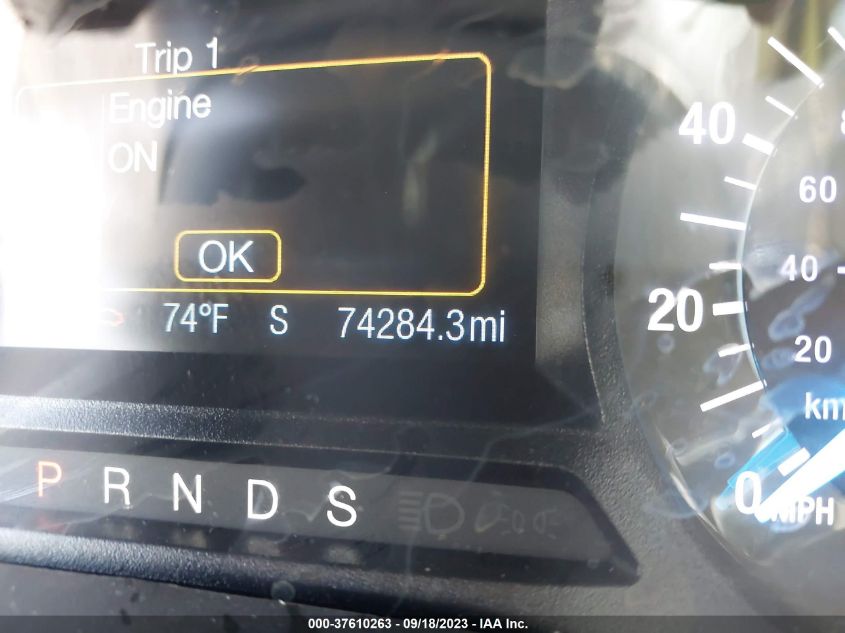 Trip 1
Engine
ON
OK
74°F S 74284.3mi
P R N D S
40
60
40
20
20
km
0
MPH
000-37610263 - 09/18/2023 - IAA Inc.